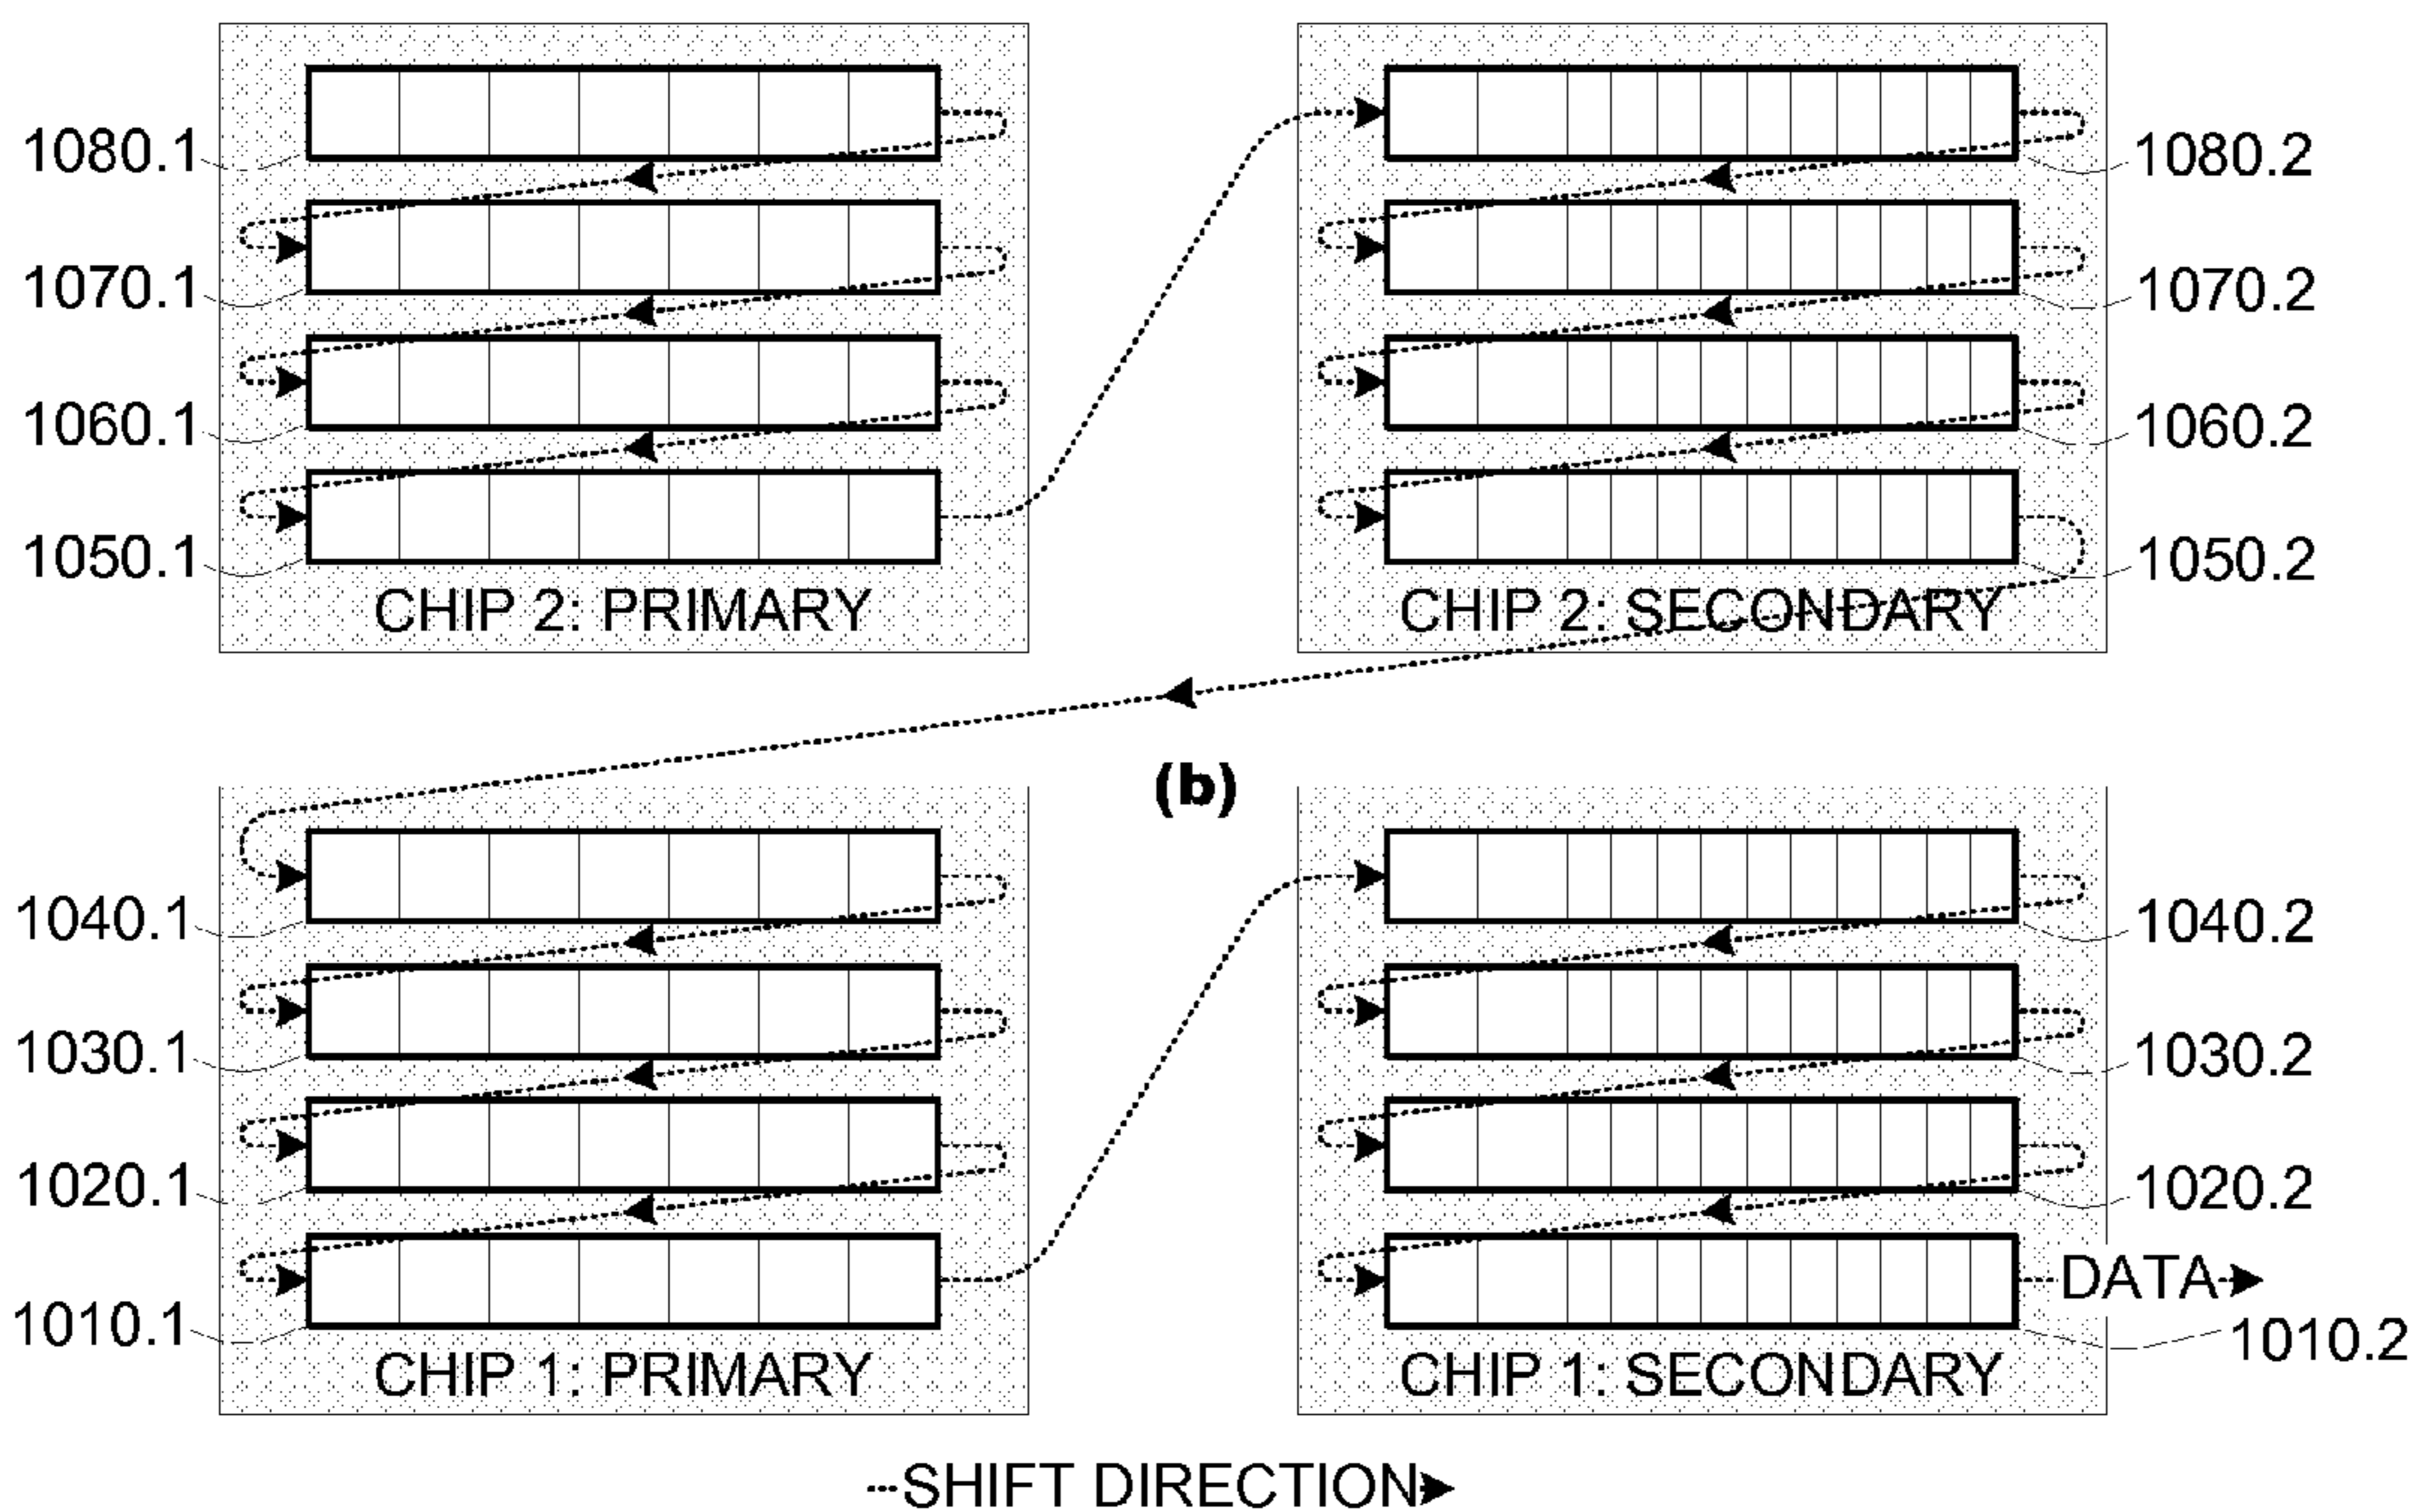 1080.1
1080.2
1070.1
1070.2
1060.1
1060.2
1050.1
1050.2
CHIP 2: PRIMARY
CHIP 2: SECONDARY
(b)
1040.1
1040.2
1030.1
1030.2
1020.1
1020.2
DATA
1010.1
1010.2
CHIP 1: PRIMARY
CHIP 1: SECONDARY
SHIFT DIRECTION